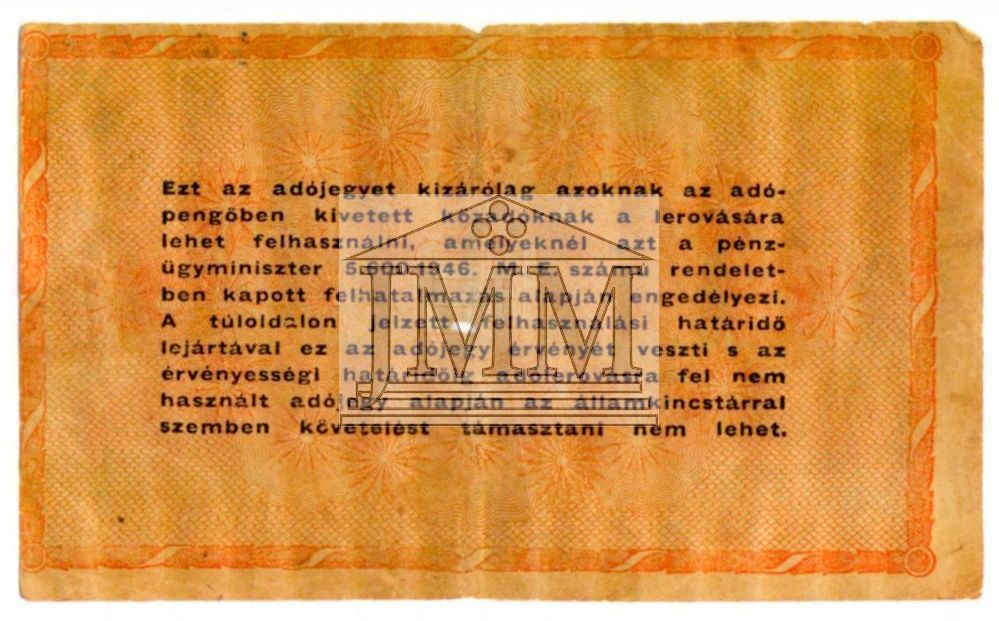 Ezt az adójegyet kizárólag azoknak az adó-
pengőben kivetett közadóknak a lerovására
lehet felhasználni, amelyeknél azt a pénz-
ügyminiszter 5.600-1946. M. E. számú rendelet-
ben kapott felhatalmazás alapján engedélyezi.
A túloldalon jelzett felhasználási határidő
lejártával ez az adójegy érvényét veszti s az
érvényességi határidőig adólerovásra fel nem
használt adójegy alapján az államkincstárral
szemben követelést támasztani nem lehet.
JMM